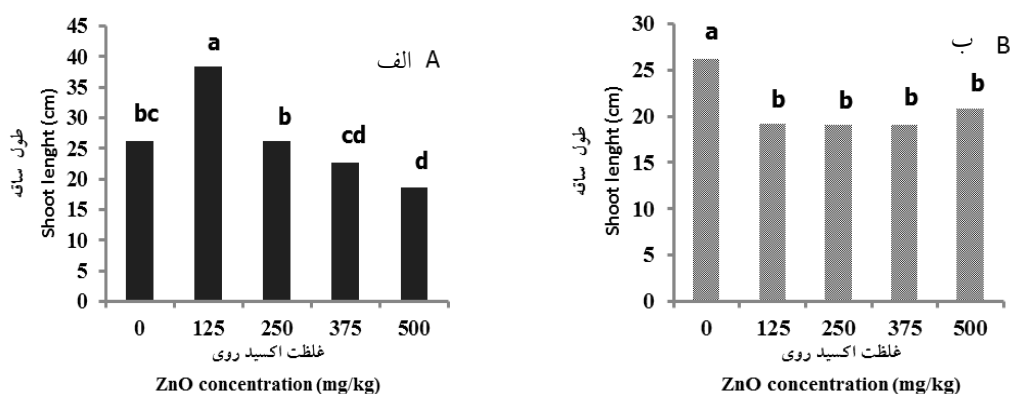 A الف
طول ساقه
Shoot lenght (cm)
45
40
35
30
25
20
15
10
5
0
bc
a
b
cd
d
0 125 250 375 500
غلظت اکسید روی
ZnO concentration (mg/kg)
B ب
طول ساقه
Shoot lenght (cm)
30
25
20
15
10
5
0
a
b
b
b
b
0 125 250 375 500
غلظت اکسید روی
ZnO concentration (mg/kg)